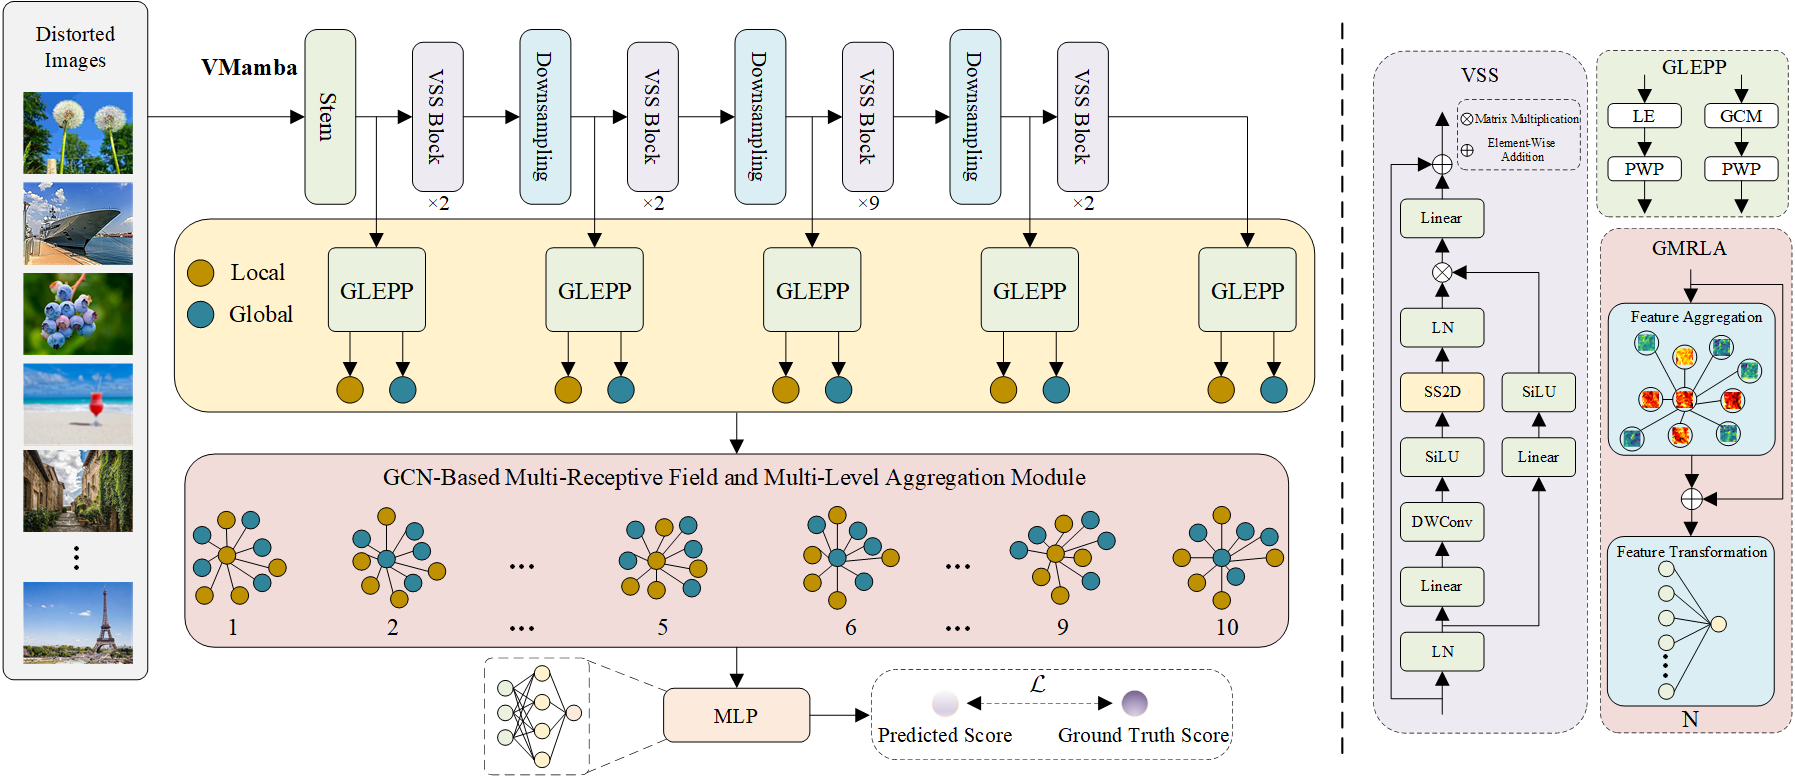 Distorted
Images
VMamba
Stem
VSS Block
×2
Downsampling
VSS Block
×2
Downsampling
VSS Block
×9
Downsampling
VSS Block
×2
Local
Global
GLEPP
GLEPP
GLEPP
GLEPP
GLEPP
GCN-Based Multi-Receptive Field and Multi-Level Aggregation Module
1
2
...
5
6
...
9
10
MLP
ℒ
Predicted Score
Ground Truth Score
VSS
Matrix Multiplication
Element-Wise
Addition
Linear
LN
SS2D
SiLU
SiLU
Linear
DWConv
Linear
LN
GLEPP
LE
GCM
PWP
PWP
GMRLA
Feature Aggregation
Feature Transformation
N